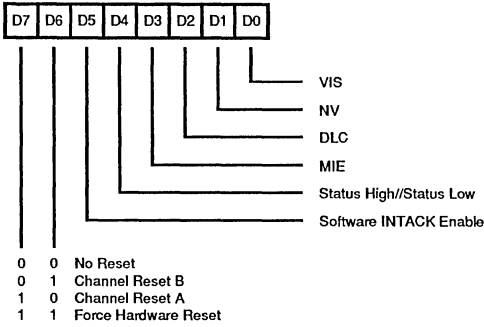 D7 D6 D5 D4 D3 D2 D1 D0
VIS
NV
DLC
MIE
Status High//Status Low
Software INTACK Enable
0 0 No Reset
0 1 Channel Reset B
1 0 Channel Reset A
1 1 Force Hardware Reset